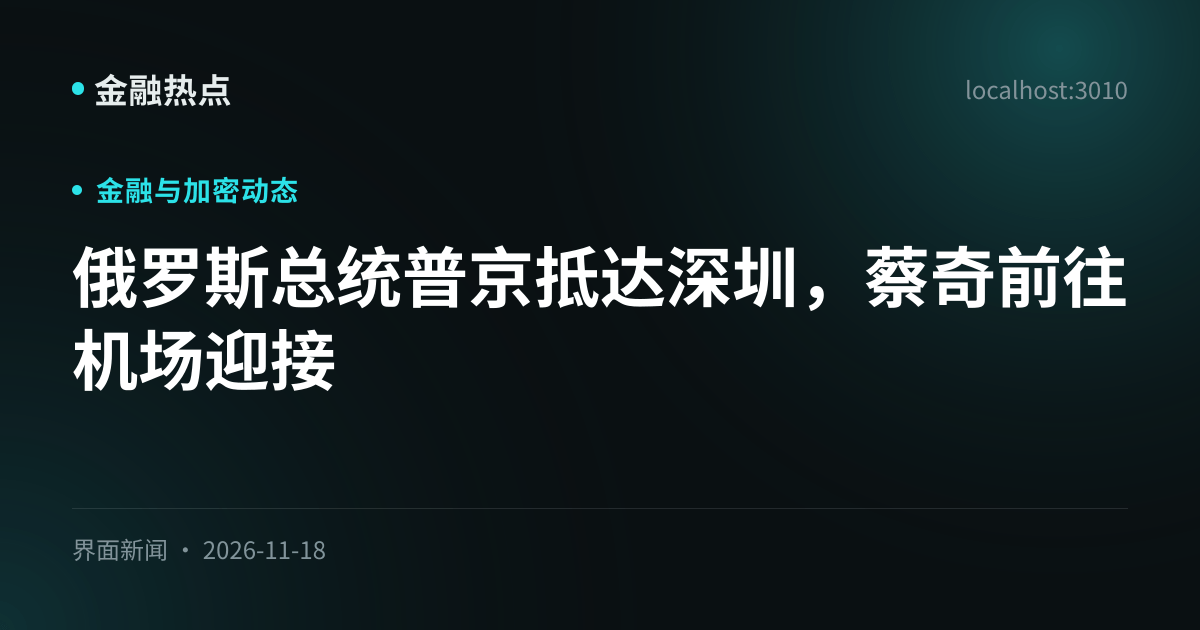 金融热点
localhost:3010
金融与加密动态
俄罗斯总统普京抵达深圳，蔡奇前往
机场迎接
界面新闻 · 2026-11-18